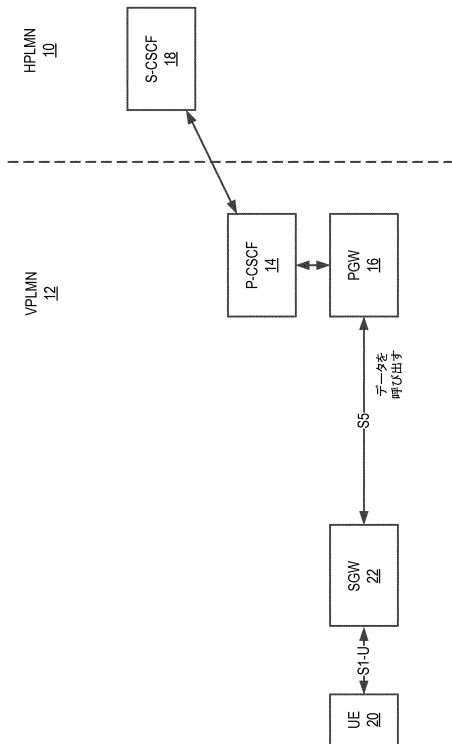 HPLMN
10
S-CSCF
18
VPLMN
12
P-CSCF
14
PGW
16
データを
呼び出す
S5
SGW
22
S1-U
UE
20